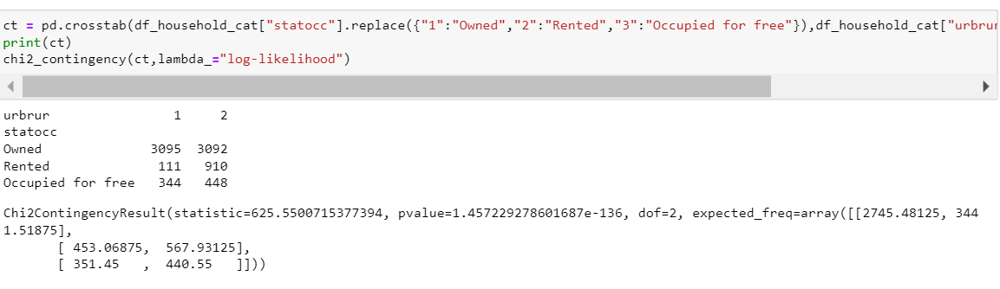 ct = pd.crosstab(df_household_cat["statocc"].replace({"1":"Owned","2":"Rented","3":"Occupied for free"}),df_household_cat["urbrur
print(ct)
chi2_contingency(ct,lambda_="log-likelihood")
urbrur 1 2
statocc
Owned 3095 3092
Rented 111 910
Occupied for free 344 448
Chi2ContingencyResult(statistic=625.5500715377394, pvalue=1.457229278601687e-136, dof=2, expected_freq=array([[2745.48125, 344
1.51875],
[ 453.06875, 567.93125],
[ 351.45 , 440.55 ]]))